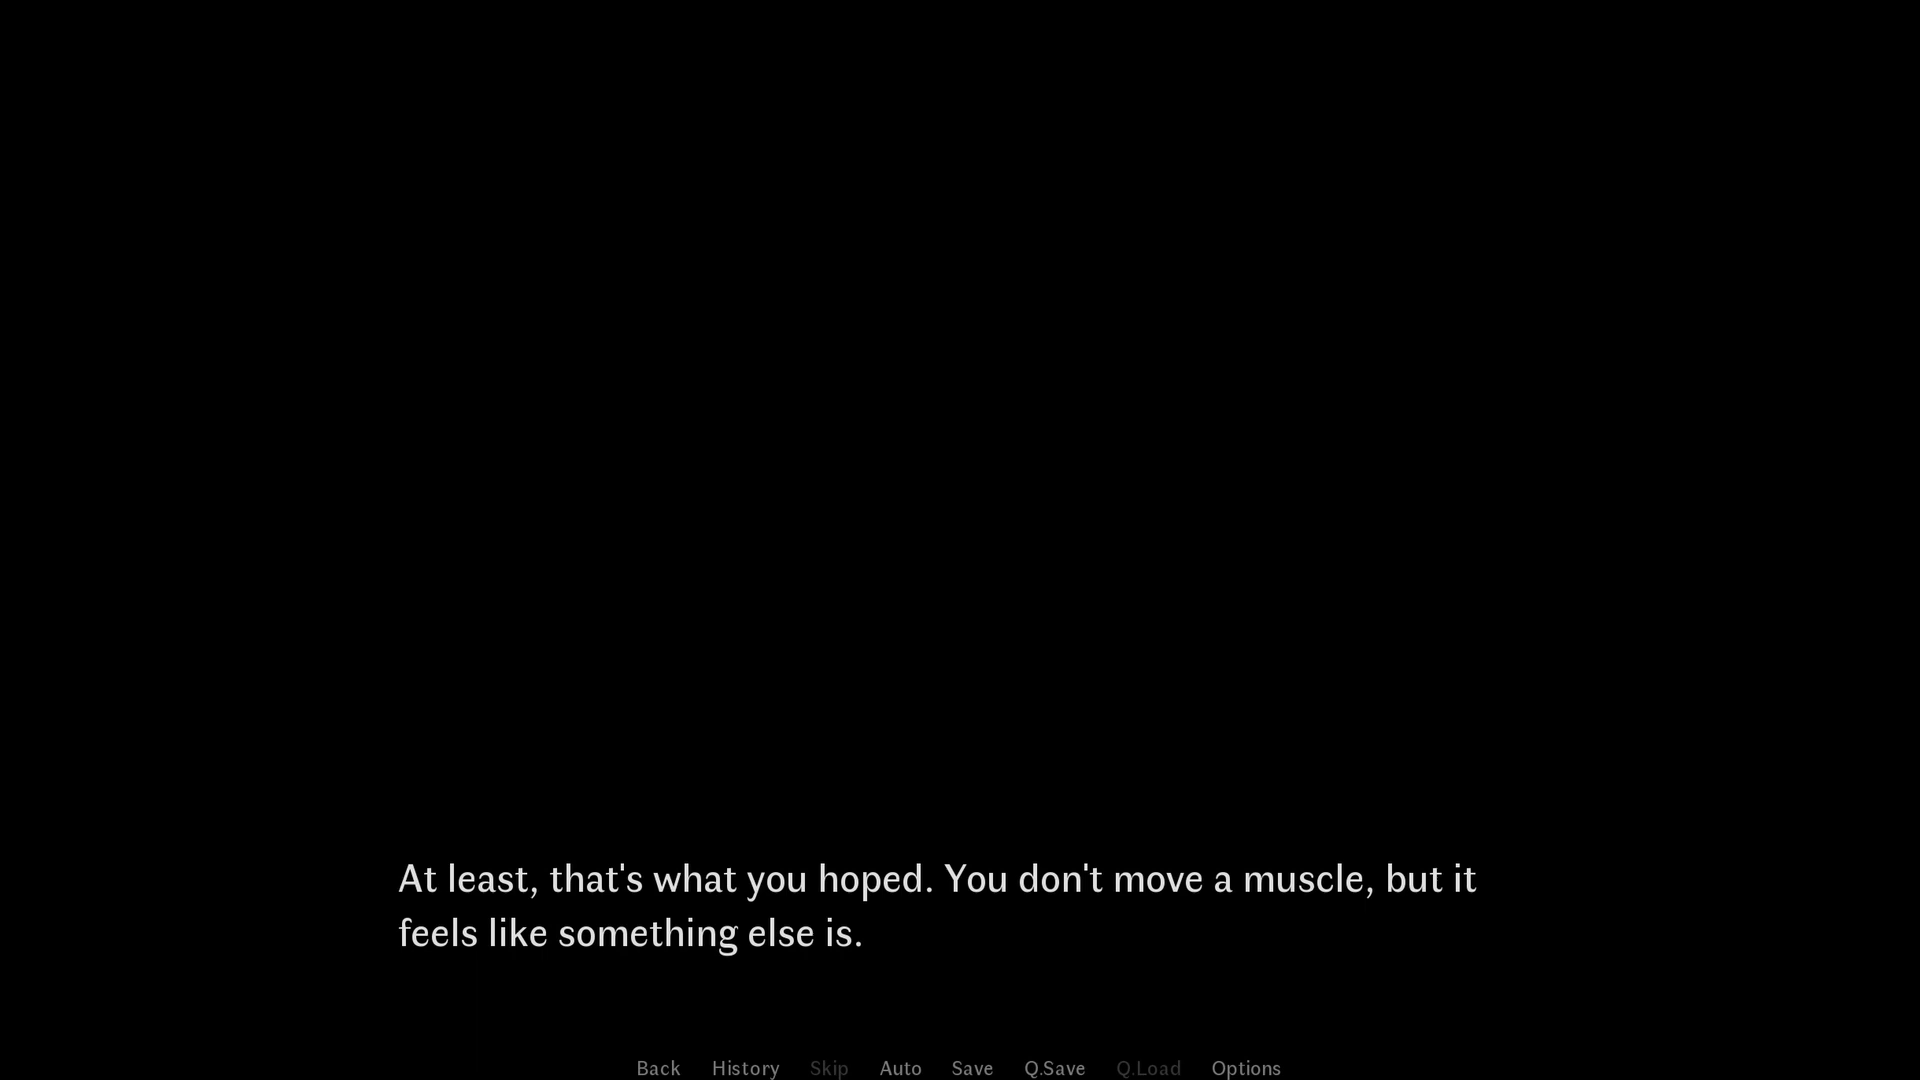 At least, that's what you hoped. You don't move a muscle, but it
feels like something else is.
Back History Skip Auto Save Q.Save Q.Load Options